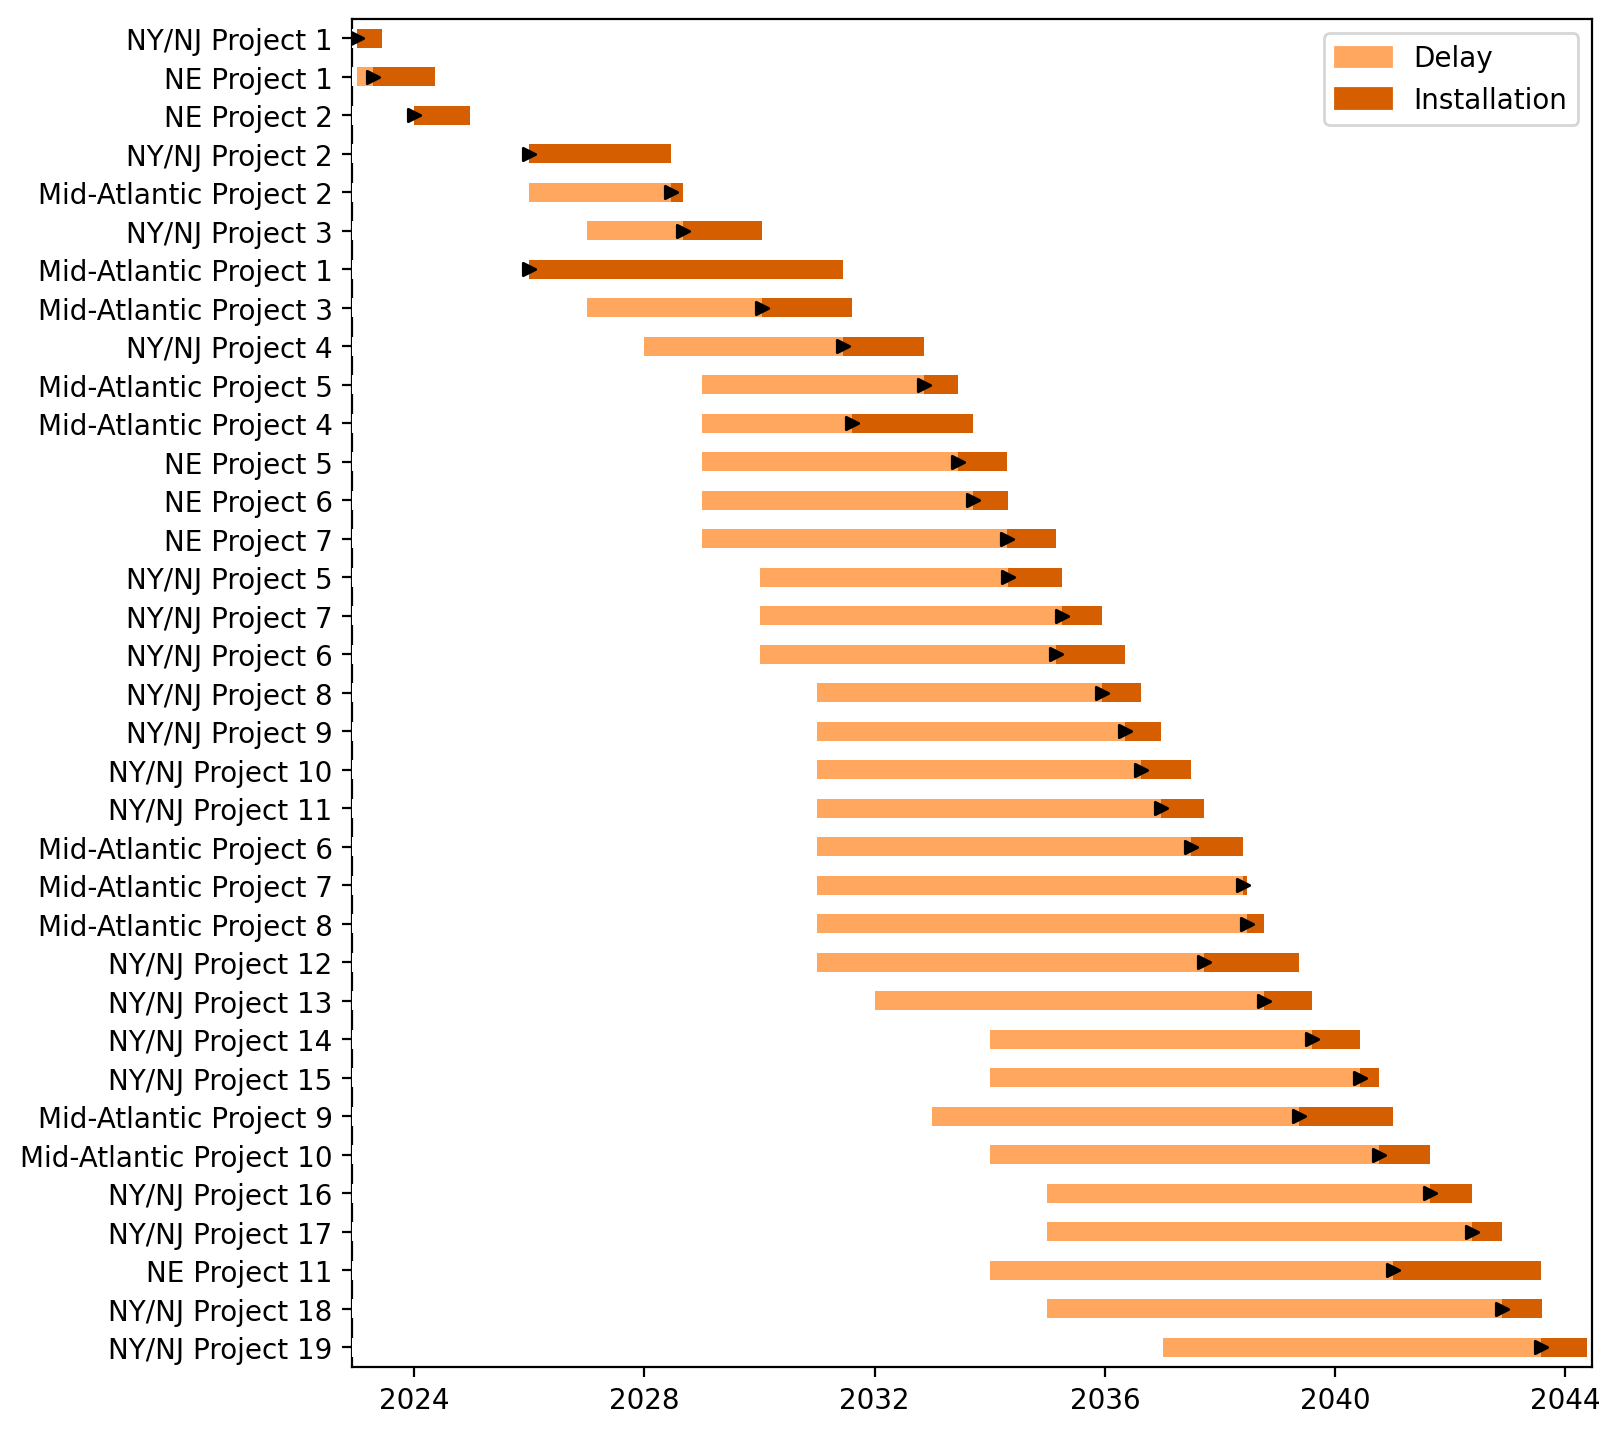 NY/NJ Project 1
NE Project 1
NE Project 2
NY/NJ Project 2
Mid-Atlantic Project 2
NY/NJ Project 3
Mid-Atlantic Project 1
Mid-Atlantic Project 3
NY/NJ Project 4
Mid-Atlantic Project 5
Mid-Atlantic Project 4
NE Project 5
NE Project 6
NE Project 7
NY/NJ Project 5
NY/NJ Project 7
NY/NJ Project 6
NY/NJ Project 8
NY/NJ Project 9
NY/NJ Project 10
NY/NJ Project 11
Mid-Atlantic Project 6
Mid-Atlantic Project 7
Mid-Atlantic Project 8
NY/NJ Project 12
NY/NJ Project 13
NY/NJ Project 14
NY/NJ Project 15
Mid-Atlantic Project 9
Mid-Atlantic Project 10
NY/NJ Project 16
NY/NJ Project 17
NE Project 11
NY/NJ Project 18
NY/NJ Project 19
Delay
Installation
2024 2028 2032 2036 2040 2044